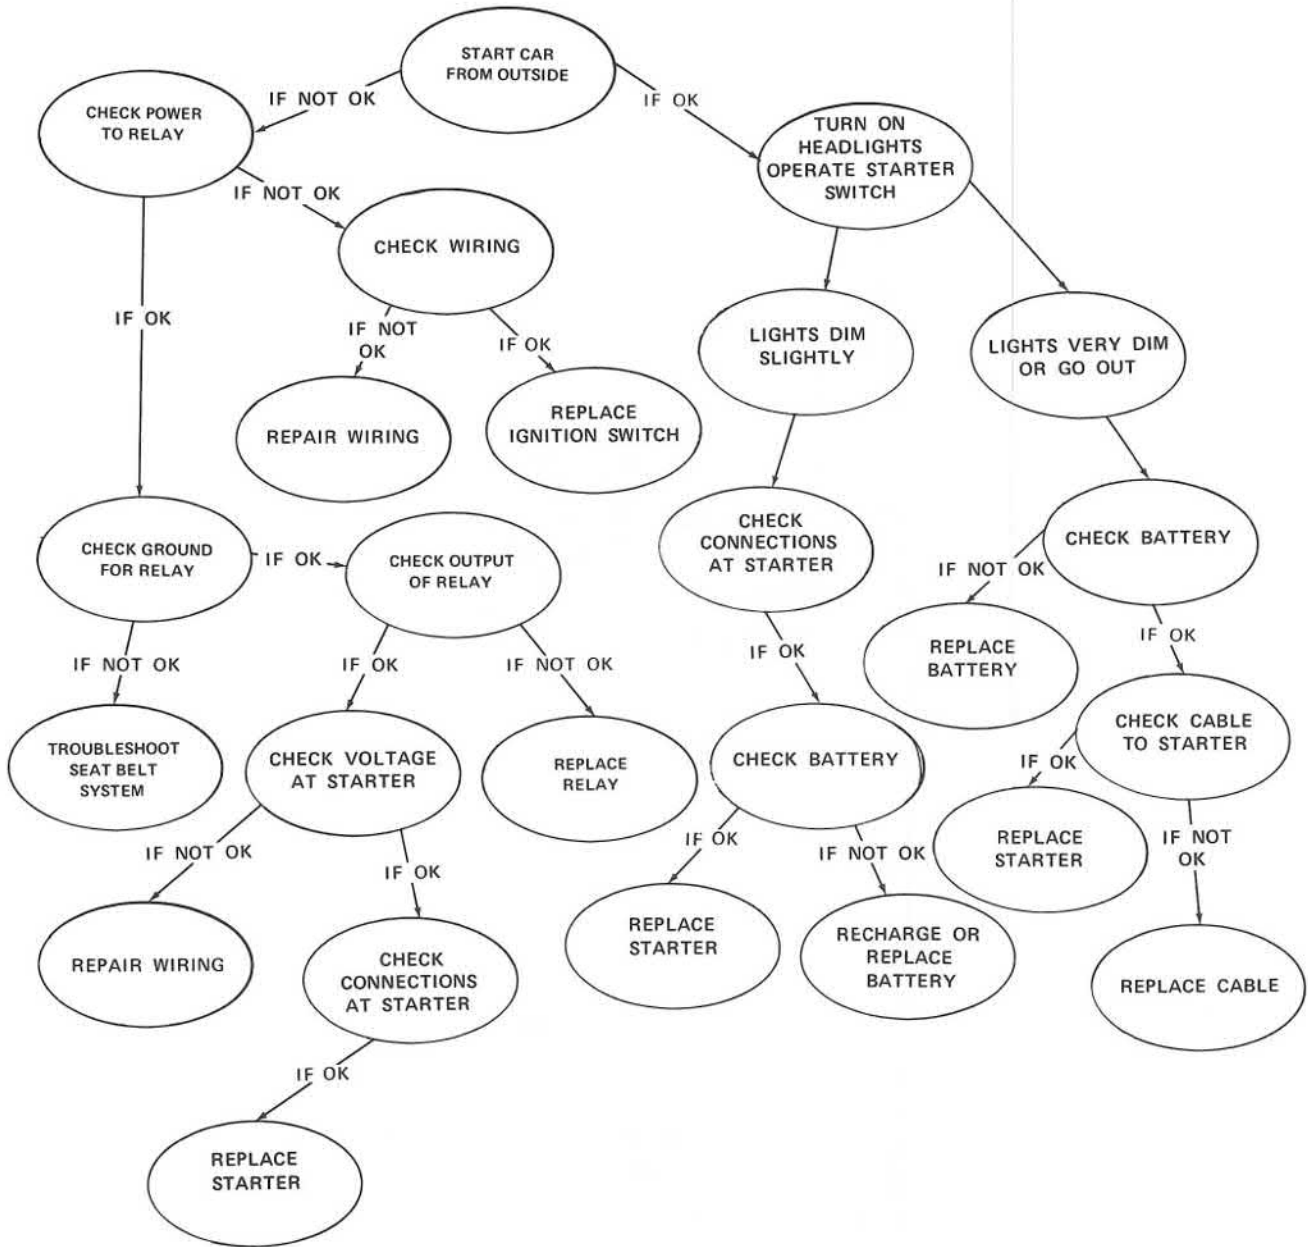 START CAR
FROM OUTSIDE
IF NOT OK
IF OK
CHECK POWER
TO RELAY
TURN ON
HEADLIGHTS
OPERATE STARTER
SWITCH
IF NOT OK
CHECK WIRING
IF OK
IF NOT
OK
IF OK
LIGHTS DIM
SLIGHTLY
LIGHTS VERY DIM
OR GO OUT
REPAIR WIRING
REPLACE
IGNITION SWITCH
CHECK GROUND
FOR RELAY
IF OK
CHECK OUTPUT
OF RELAY
CHECK
CONNECTIONS
AT STARTER
CHECK BATTERY
IF NOT OK
IF OK
IF NOT OK
IF OK
IF NOT OK
IF OK
REPLACE
BATTERY
TROUBLESHOOT
SEAT BELT
SYSTEM
CHECK VOLTAGE
AT STARTER
REPLACE
RELAY
CHECK BATTERY
CHECK CABLE
TO STARTER
IF OK
IF NOT OK
IF OK
IF OK
IF NOT OK
REPLACE
STARTER
IF NOT
OK
REPAIR WIRING
CHECK
CONNECTIONS
AT STARTER
REPLACE
STARTER
RECHARGE OR
REPLACE
BATTERY
REPLACE CABLE
IF OK
REPLACE
STARTER